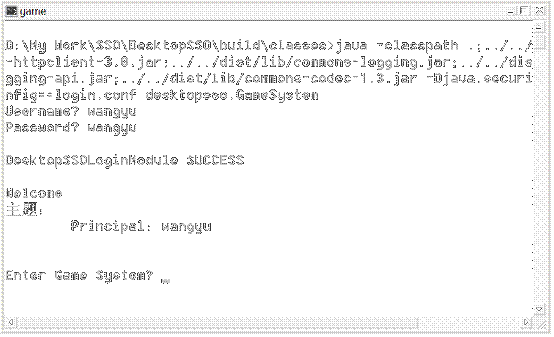 game
D:\My Work\SSO\DesktopSSO\build\classes>java -classpath .;../../
-httpclient-3.0.jar;../../dist/lib/commons-logging.jar;../../dis
gging-api.jar;../../dist/lib/commons-codec-1.3.jar -Djava.securi
nfig==login.conf desktopsso.GameSystem
Username? wangyu
Password? wangyu
DesktopSSOLoginModule SUCCESS
Welcome
主题:
Principal: wangyu
Enter Game System? _